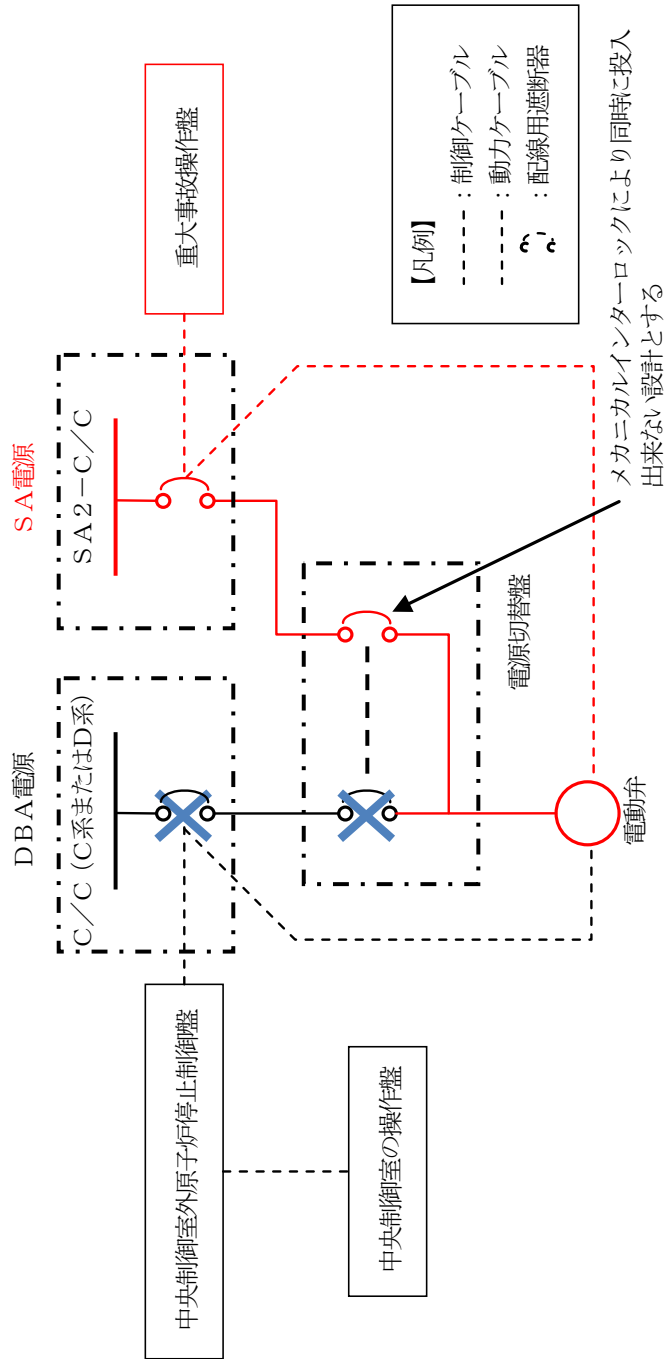 DBA電源
SA電源
C/C(C系またはD系)
SA2-C/C
中央制御室外原子炉停止制御盤
重大事故操作盤
中央制御室の操作盤
電源切替盤
電動弁
【凡例】
:制御ケーブル
:動力ケーブル
:配線用遮断器
メカニカルインターロックにより同時に投入
出来ない設計とする